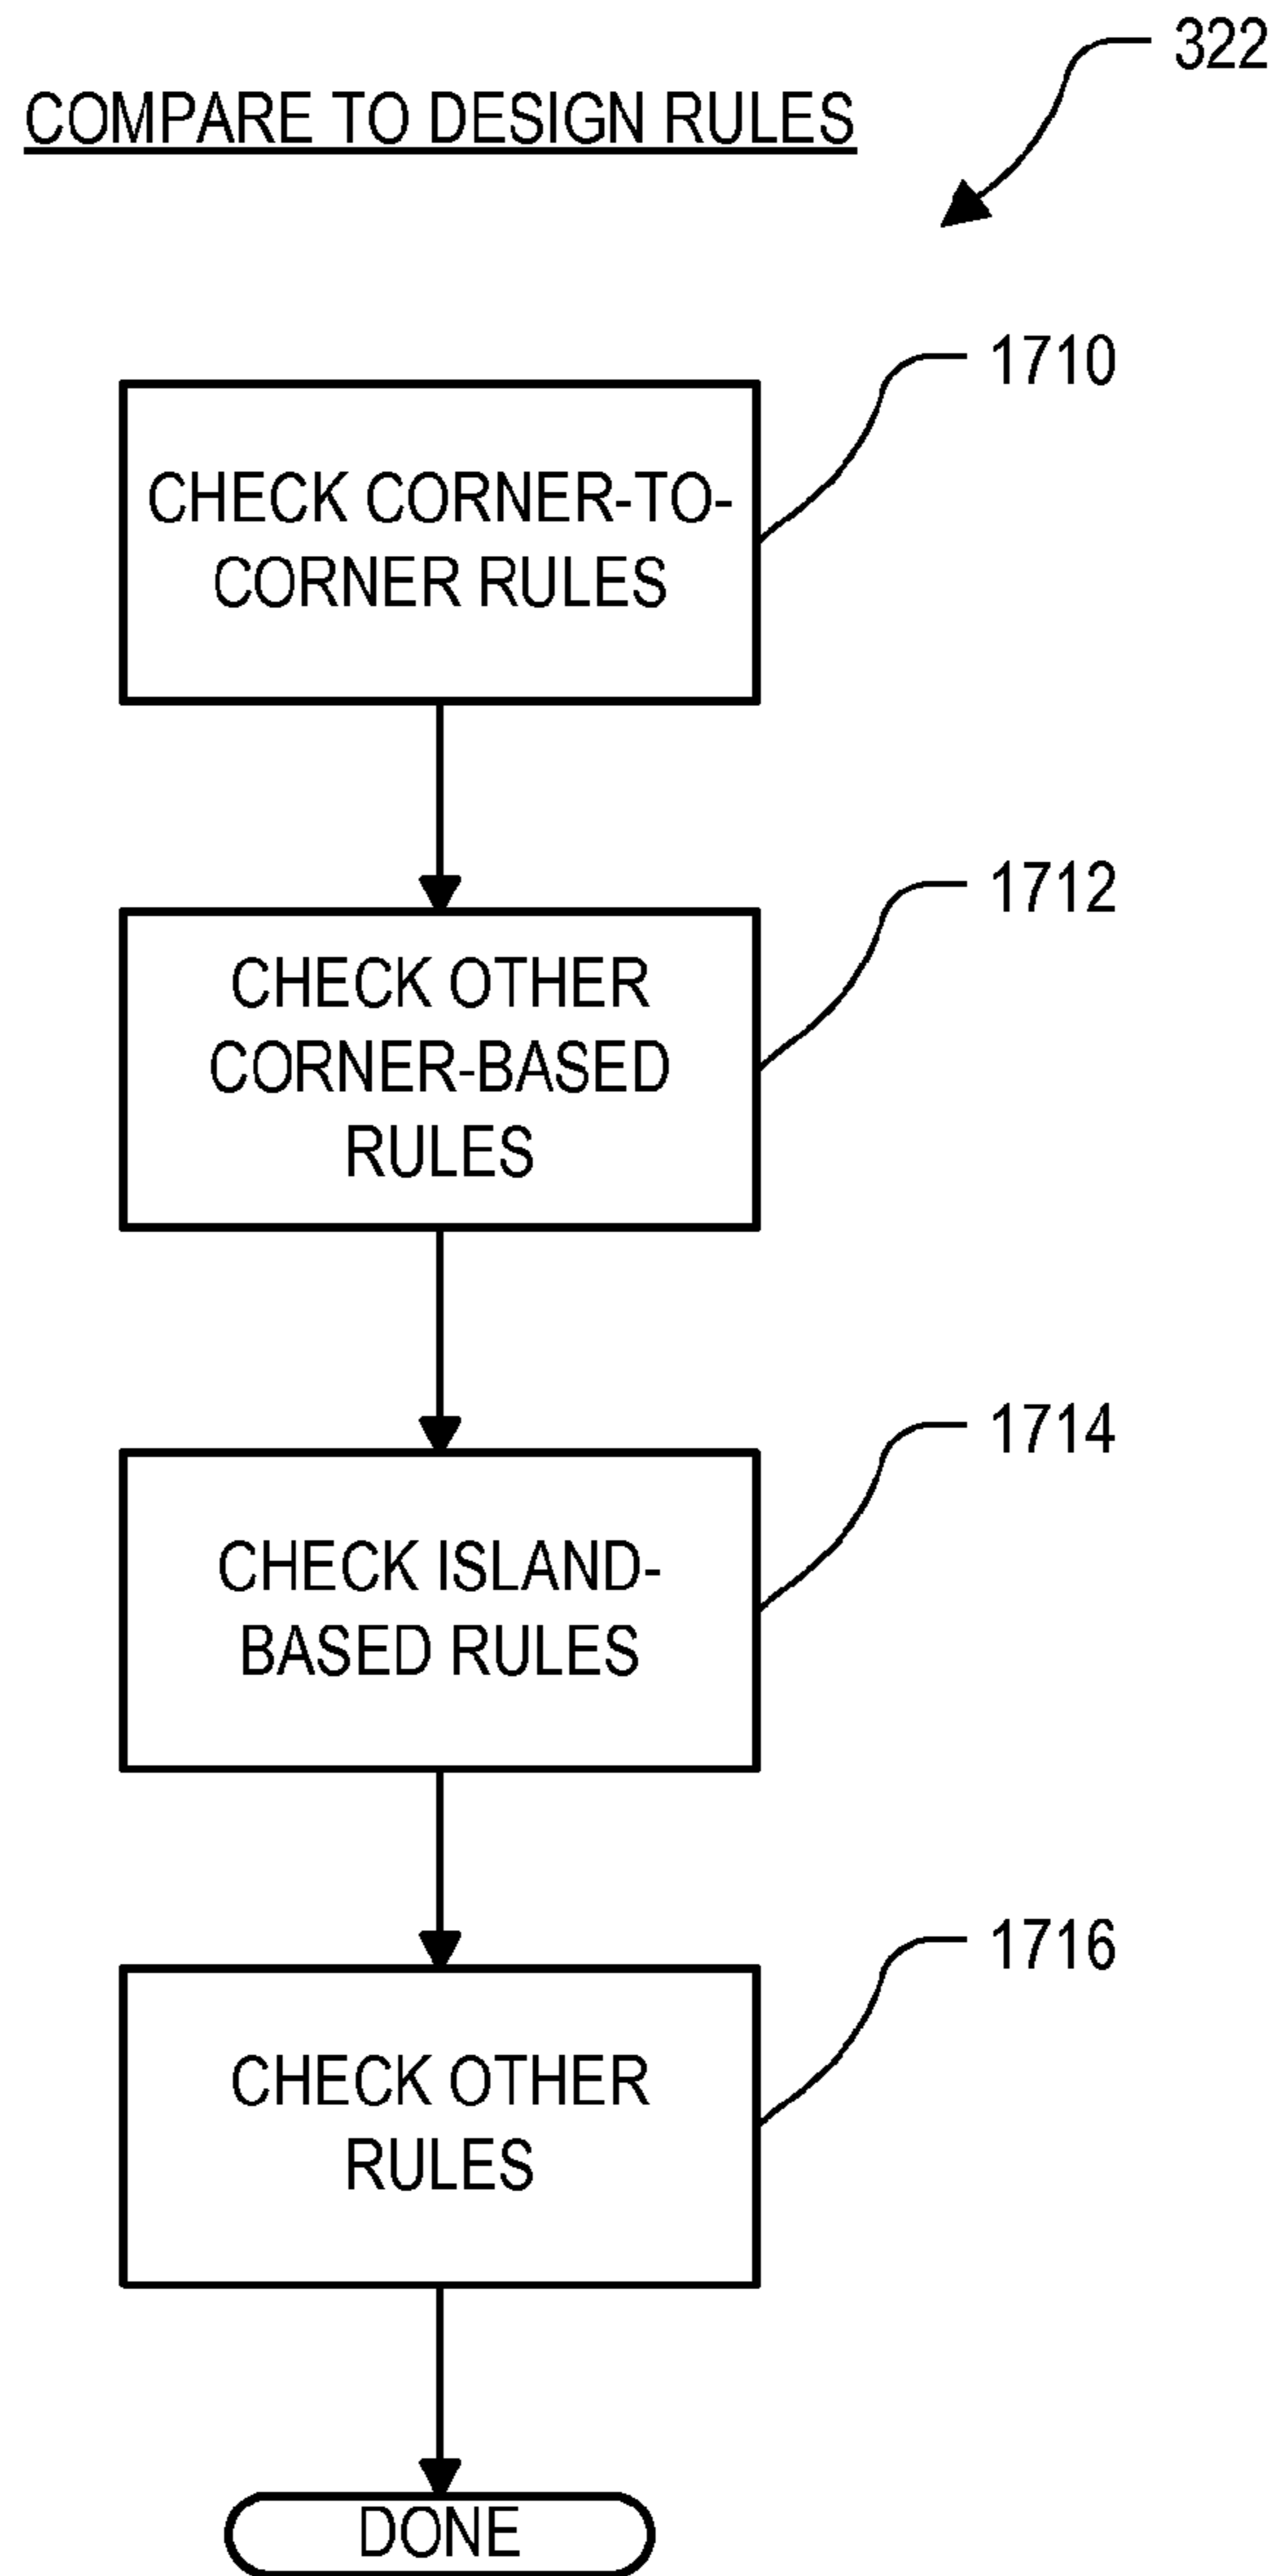 322
COMPARE TO DESIGN RULES
1710
CHECK CORNER-TO-
CORNER RULES
1712
CHECK OTHER
CORNER-BASED
RULES
1714
CHECK ISLAND-
BASED RULES
1716
CHECK OTHER
RULES
DONE